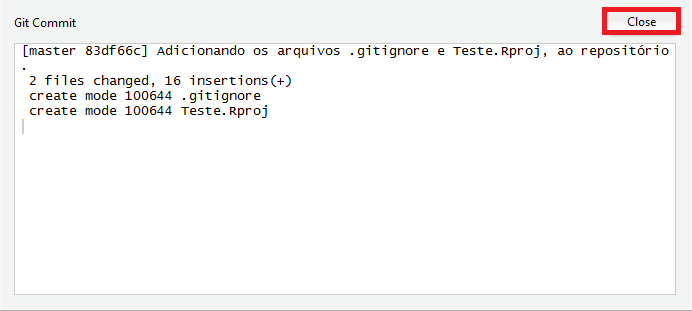 Git Commit
Close
[master 83df66c] Adicionando os arquivos .gitignore e Teste.Rproj, ao repositório
.
2 files changed, 16 insertions(+)
create mode 100644 .gitignore
create mode 100644 Teste.Rproj